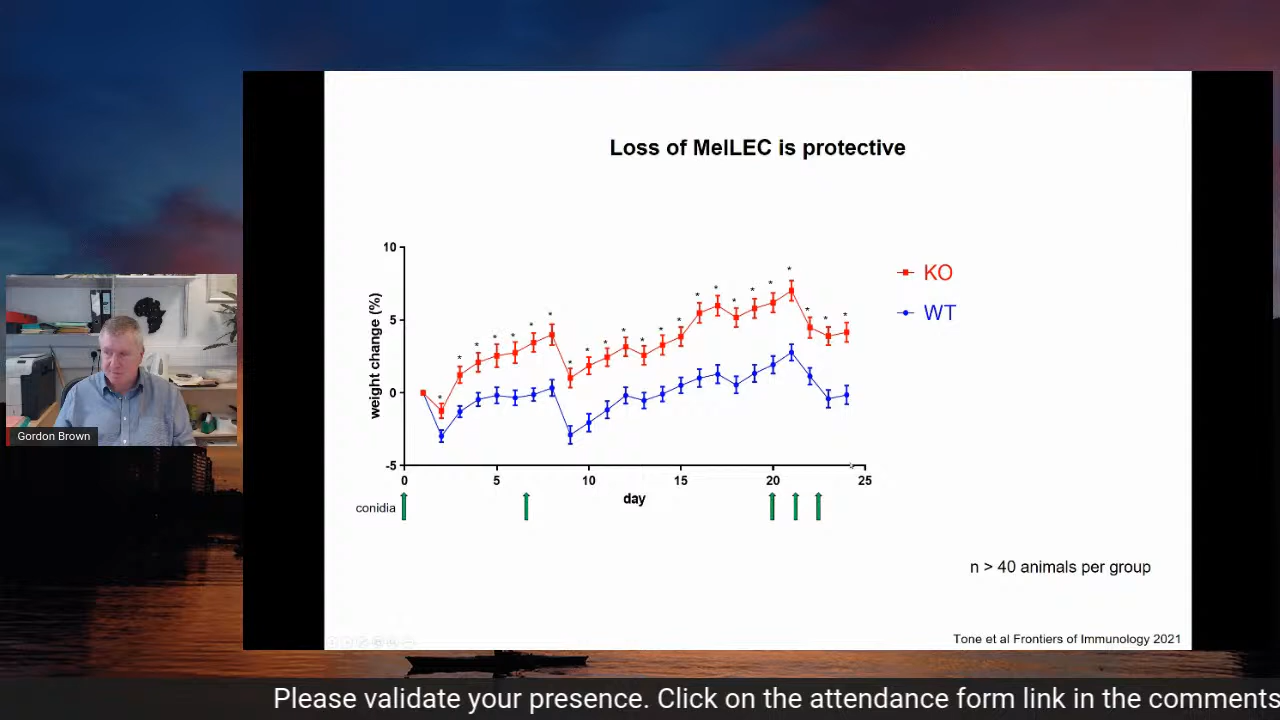 Loss of MelLEC is protective
10
5
0
-5
weight change (%)
* * * * * * * * * * * * * * * * * * * * * * *
KO
WT
0 5 10 15 20 25
day
conidia
n > 40 animals per group
Tone et al Frontiers of Immunology 2021
Gordon Brown
Please validate your presence. Click on the attendance form link in the comments